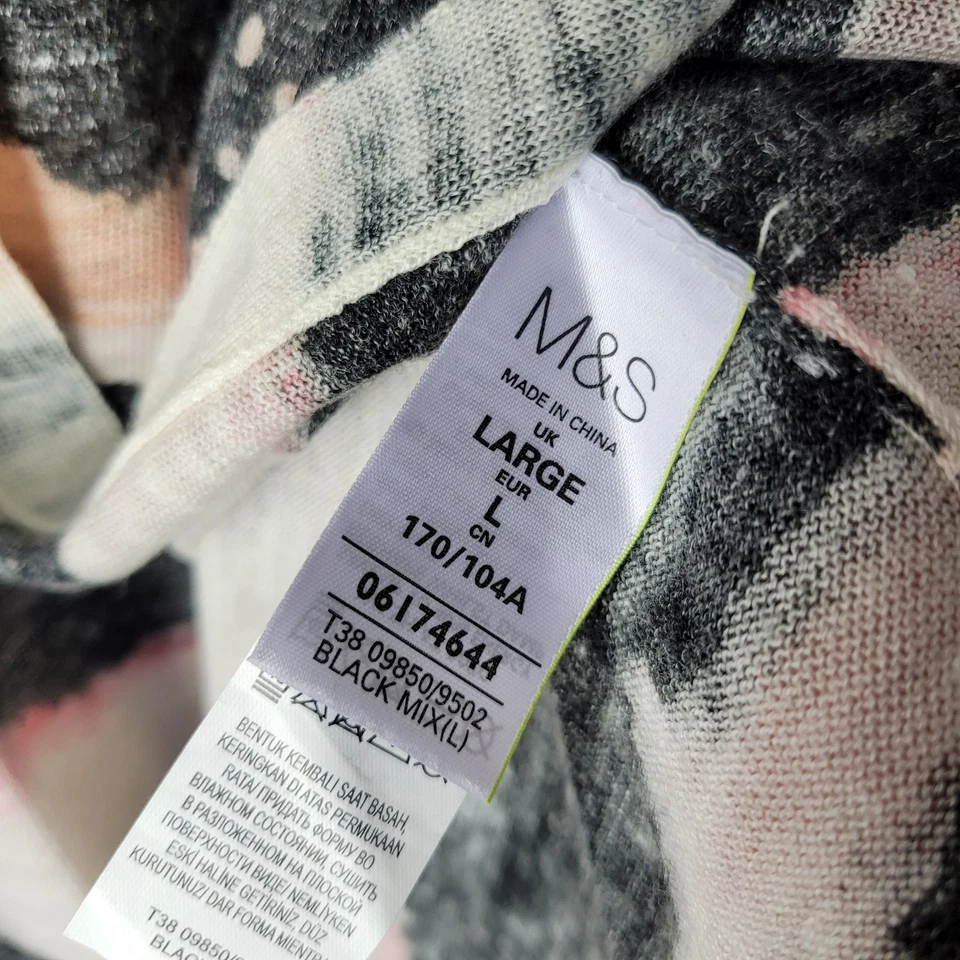 M&S
MADE IN CHINA
UK
LARGE
EUR
L
CN
170/104A
06174644
T38 09850/9502
BLACK MIX(L)
BENTUK KEMBALI SAAT BASAH,
KERINGKAN DI ATAS PERMUKAAN
RATA/ ПРИДАТЬ ФОРМУ ВО
ВЛАЖНОМ СОСТОЯНИИ, СУШИТЬ
В РАЗЛОЖЕННОМ НА ПЛОСКОЙ
ПОВЕРХНОСТИ ВИДЕ/ NEMLİYKEN
ESKİ HALİNE GETİRİNİZ, DÜZ
KURUTUNUZ/ DAR FORMA MIENTRA
T38 09850/
BLAC